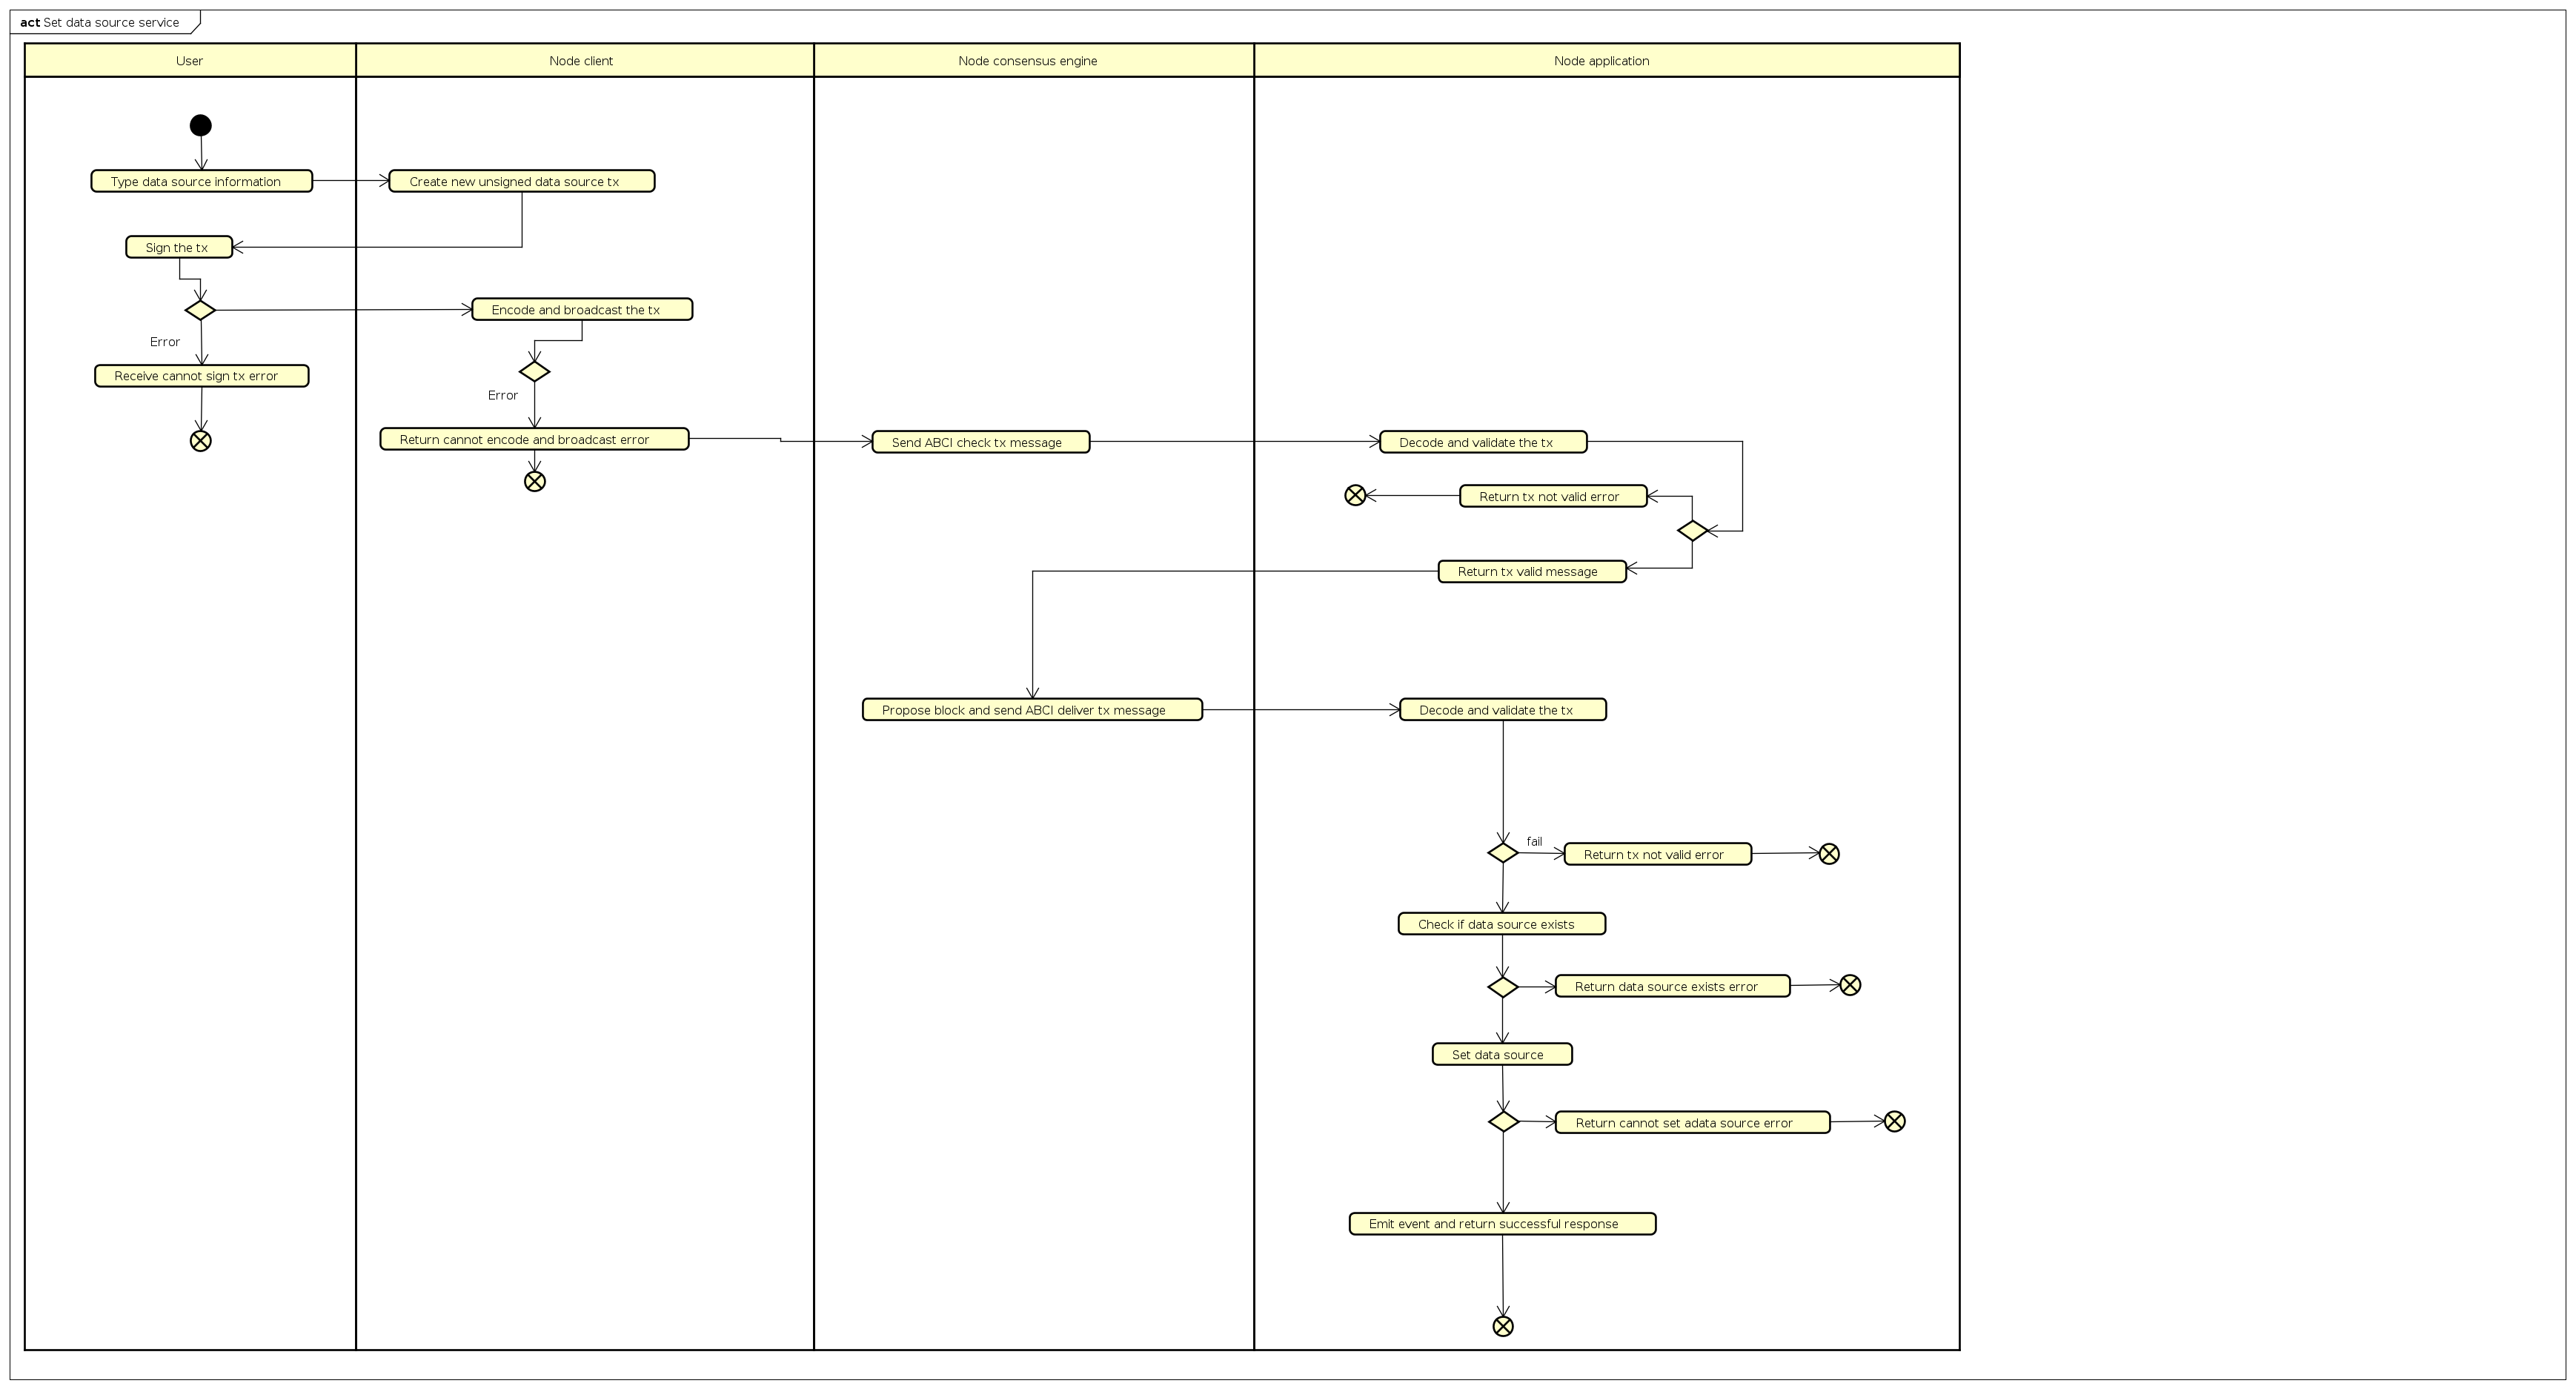 act Set data source service
User
Node client
Node consensus engine
Node application
Type data source information
Create new unsigned data source tx
Sign the tx
Encode and broadcast the tx
Error
Receive cannot sign tx error
Error
Return cannot encode and broadcast error
Send ABCI check tx message
Decode and validate the tx
Return tx not valid error
Return tx valid message
Propose block and send ABCI deliver tx message
Decode and validate the tx
fail
Return tx not valid error
Check if data source exists
Return data source exists error
Set data source
Return cannot set adata source error
Emit event and return successful response